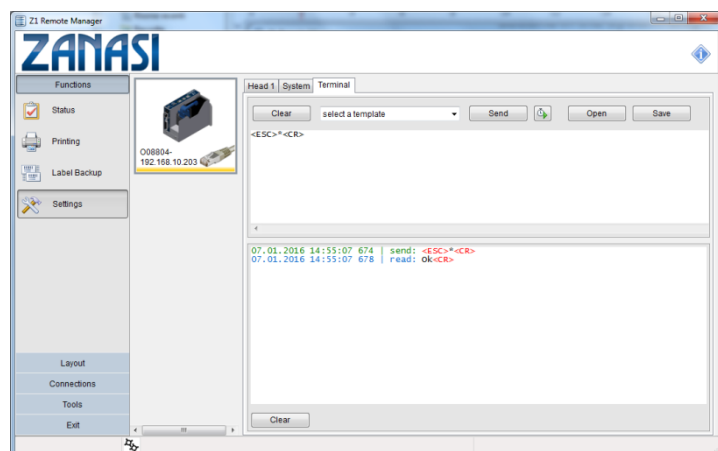 Z1 Remote Manager
ZANASI
Functions
Status
Printing
Label Backup
Settings
Layout
Connections
Tools
Exit
O08804-
192.168.10.203
Head 1 System Terminal
Clear select a template Send Open Save
<ESC>*<CR>
07.01.2016 14:55:07 674 | send: <ESC>*<CR>
07.01.2016 14:55:07 678 | read: Ok<CR>
Clear